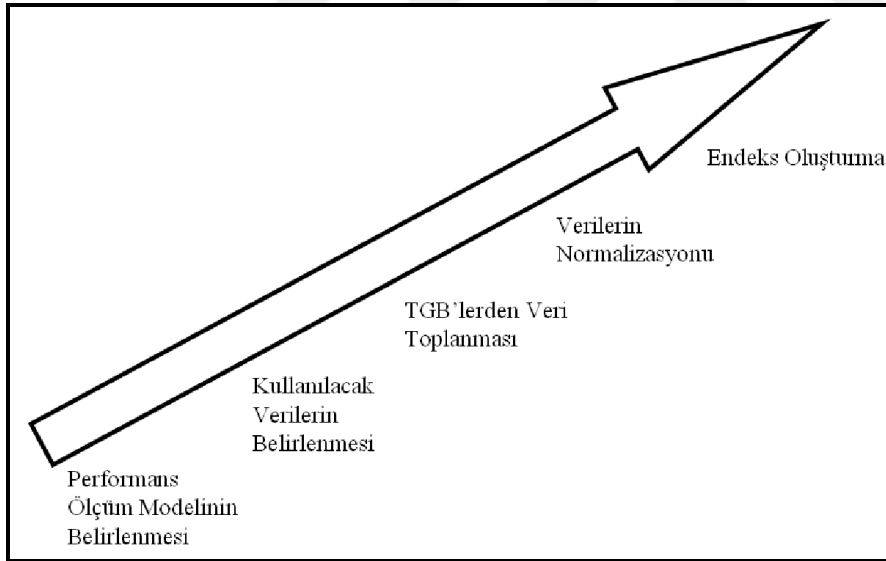 Performans
Ölçüm Modelinin
Belirlenmesi
Kullanılacak
Verilerin
Belirlenmesi
TGB’lerden Veri
Toplanması
Verilerin
Normalizasyonu
Endeks Oluşturma